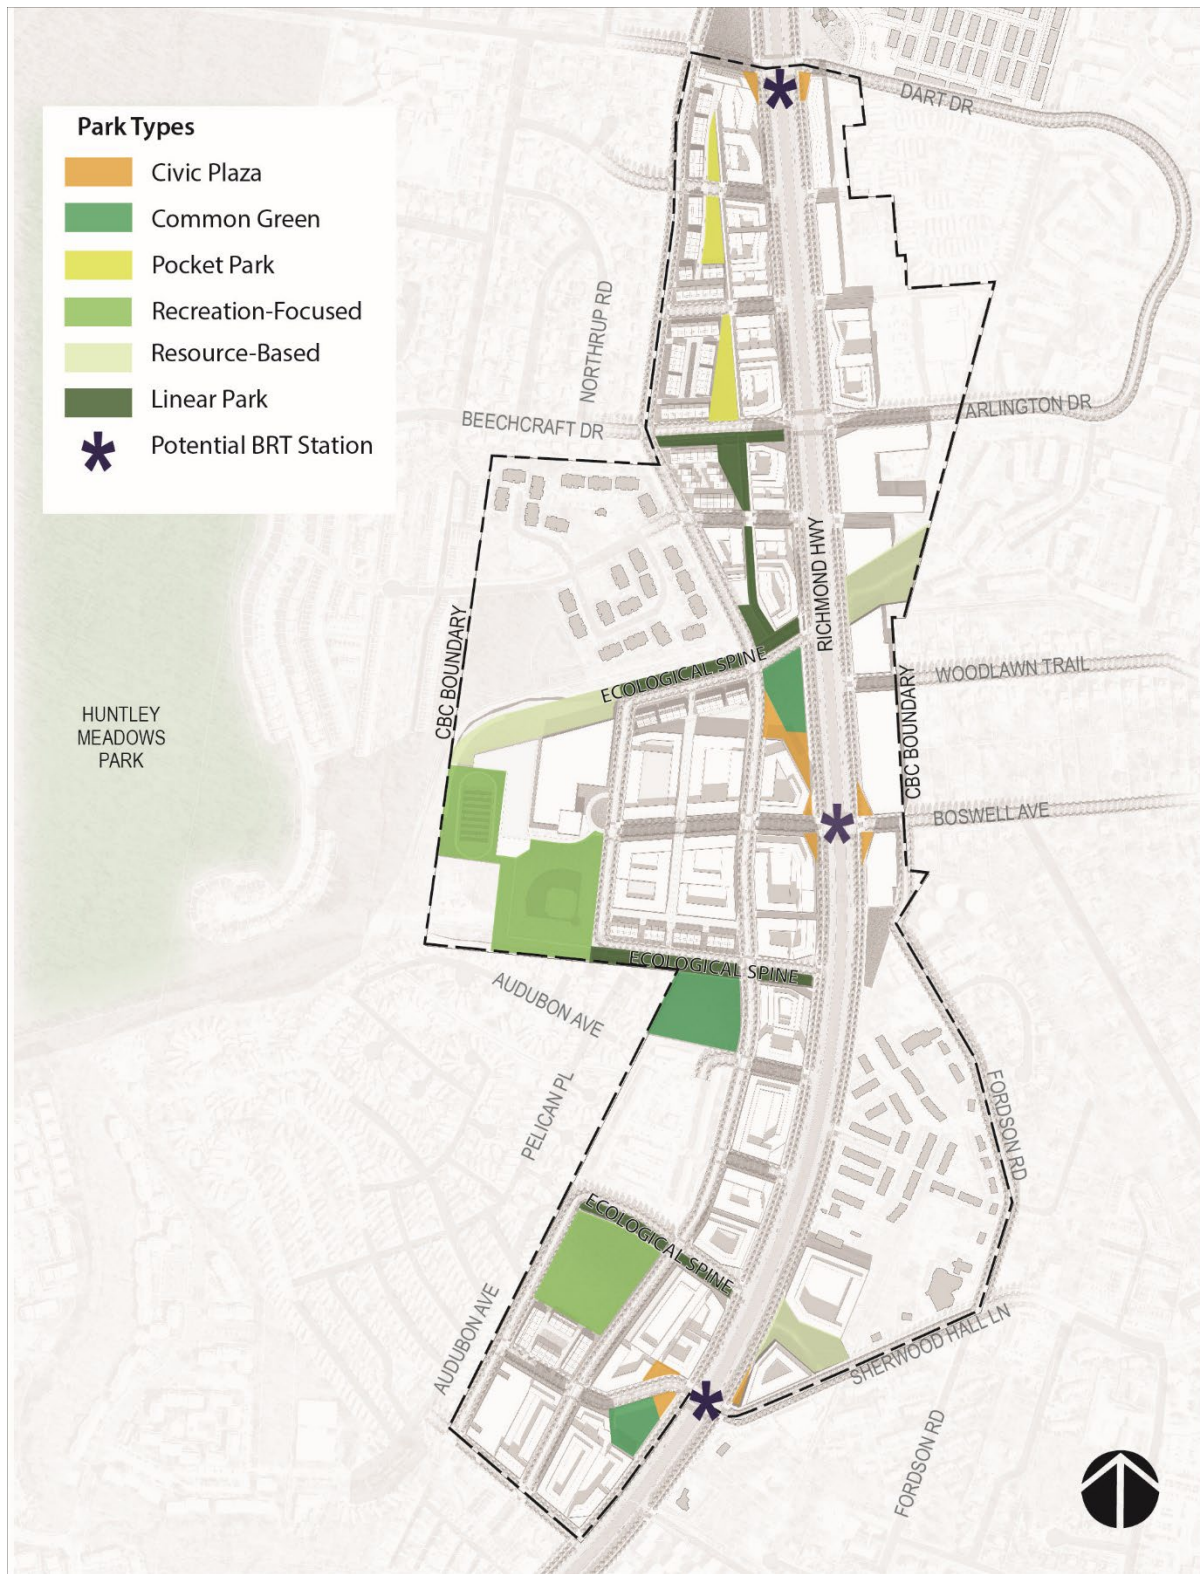 Park Types
Civic Plaza
Common Green
Pocket Park
Recreation-Focused
Resource-Based
Linear Park
Potential BRT Station
DART DR
NORTHRUP RD
BEECHCRAFT DR
ARLINGTON DR
RICHMOND HWY
CBC BOUNDARY
ECOLOGICAL SPINE
WOODLAWN TRAIL
CBC BOUNDARY
HUNTLEY
MEADOWS
PARK
BOSWELL AVE
ECOLOGICAL SPINE
AUDUBON AVE
PELICAN PL
FORDSON RD
ECOLOGICAL SPINE
AUDUBON AVE
SHERWOOD HALL LN
FORDSON RD